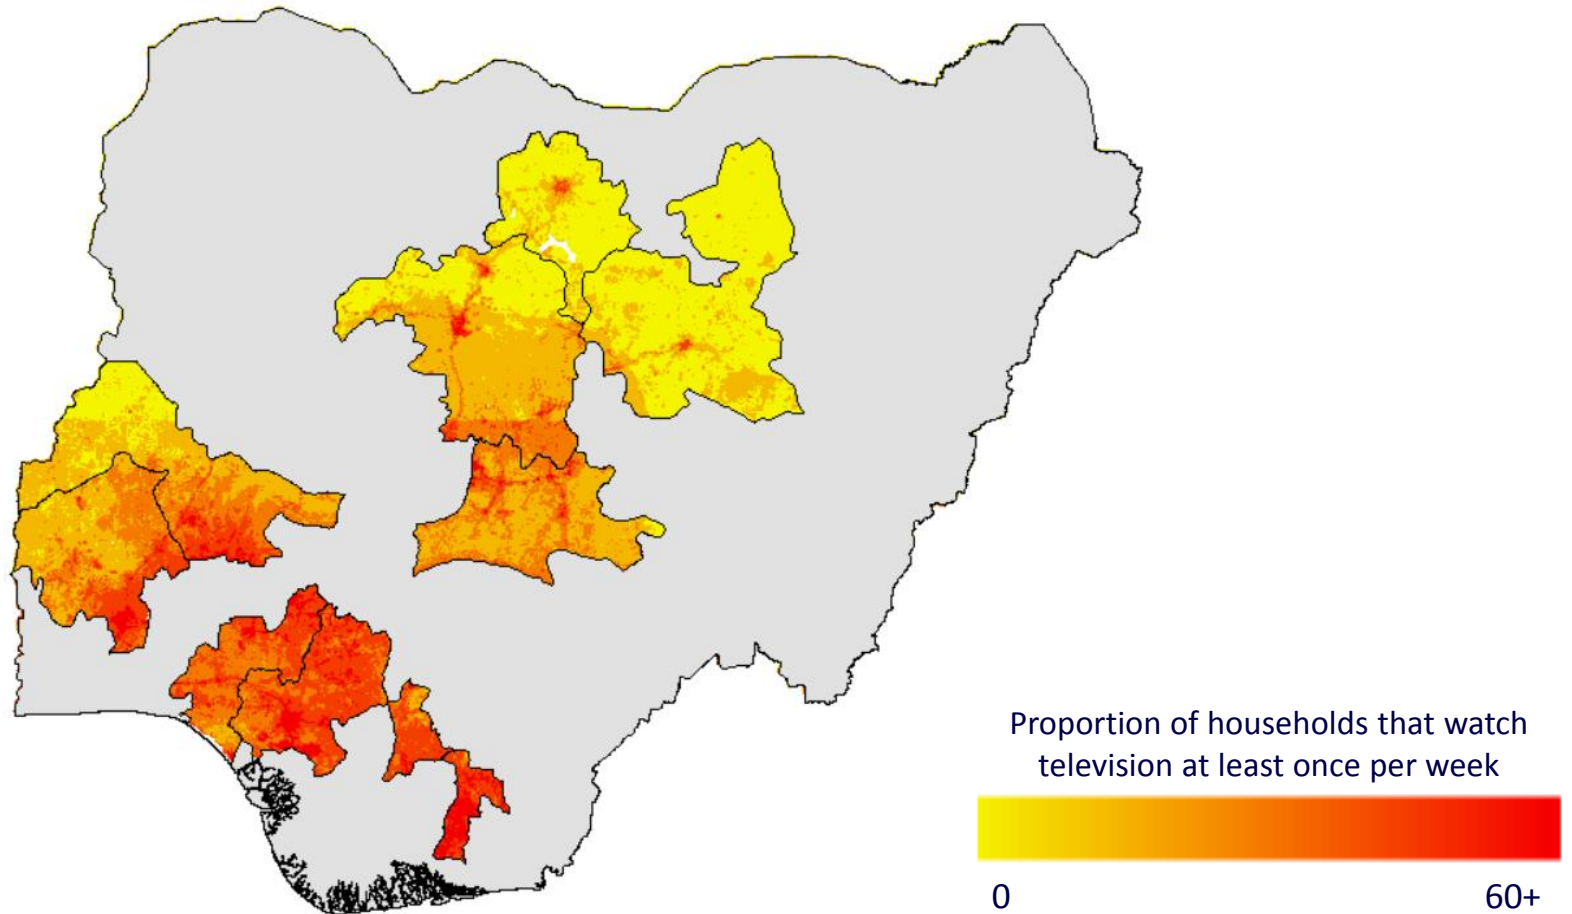 Proportion of households that watch
television at least once per week
0 60+